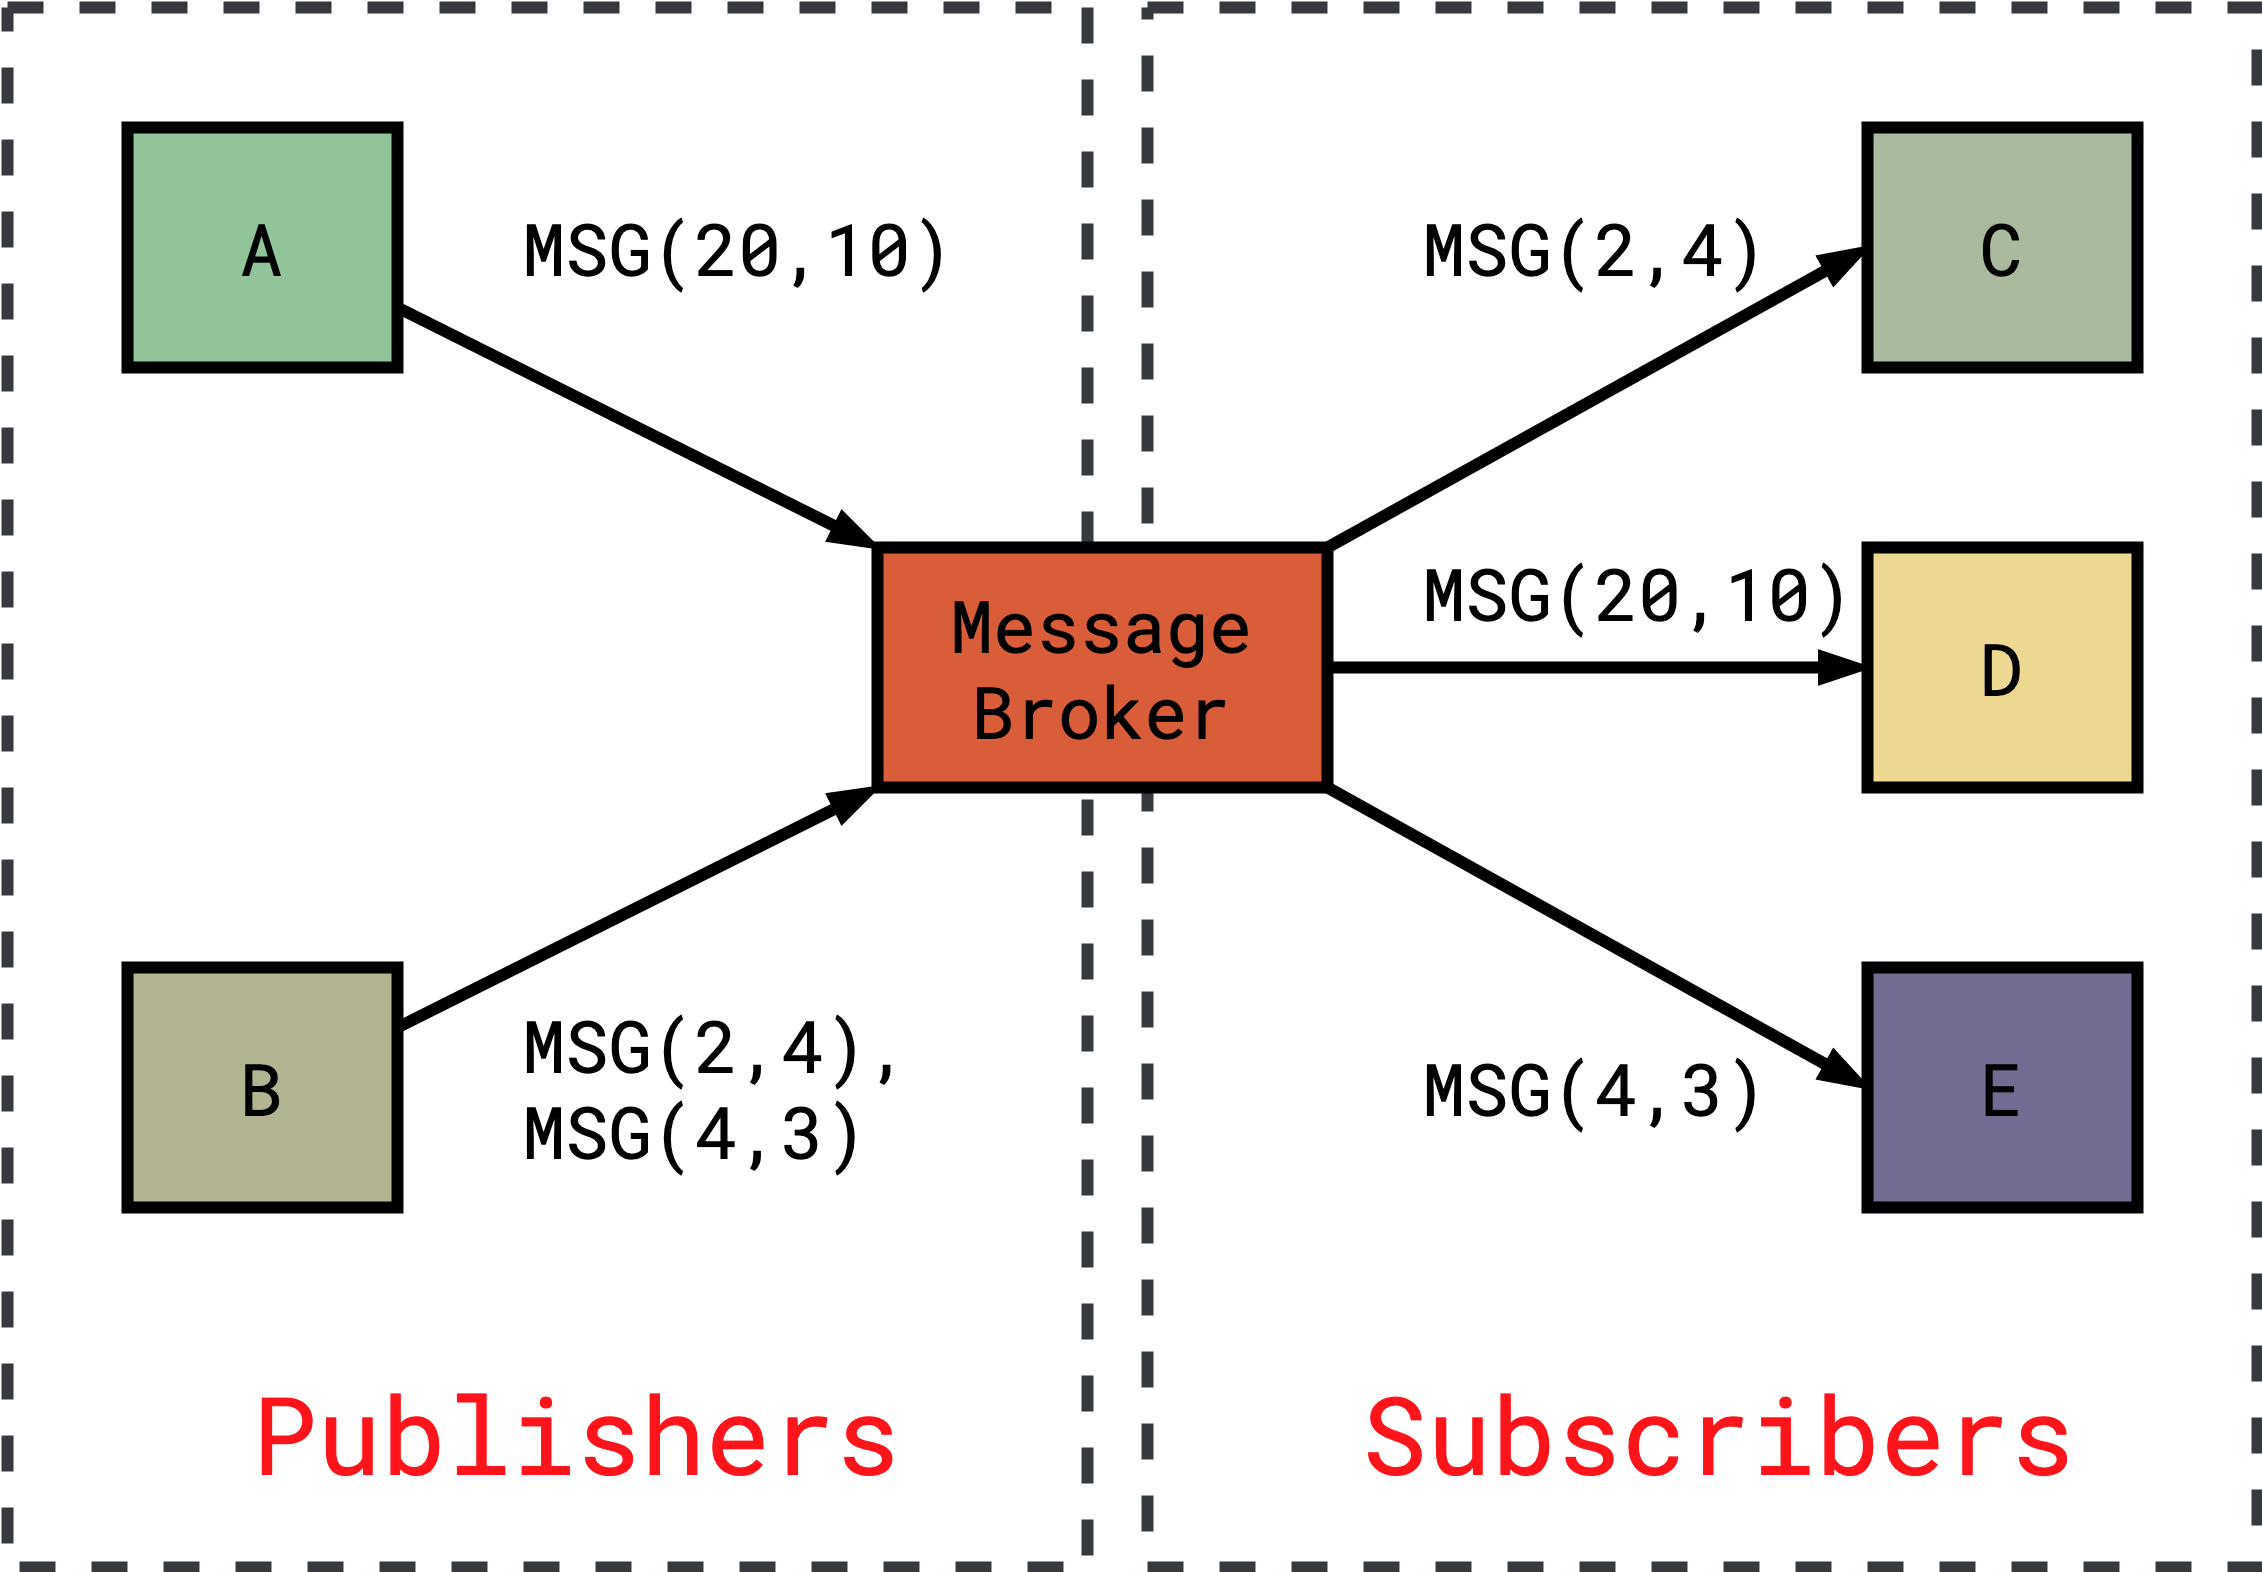 A
MSG(20,10)
MSG(2,4)
C
Message
Broker
MSG(20,10)
D
B
MSG(2,4),
MSG(4,3)
MSG(4,3)
E
Publishers
Subscribers